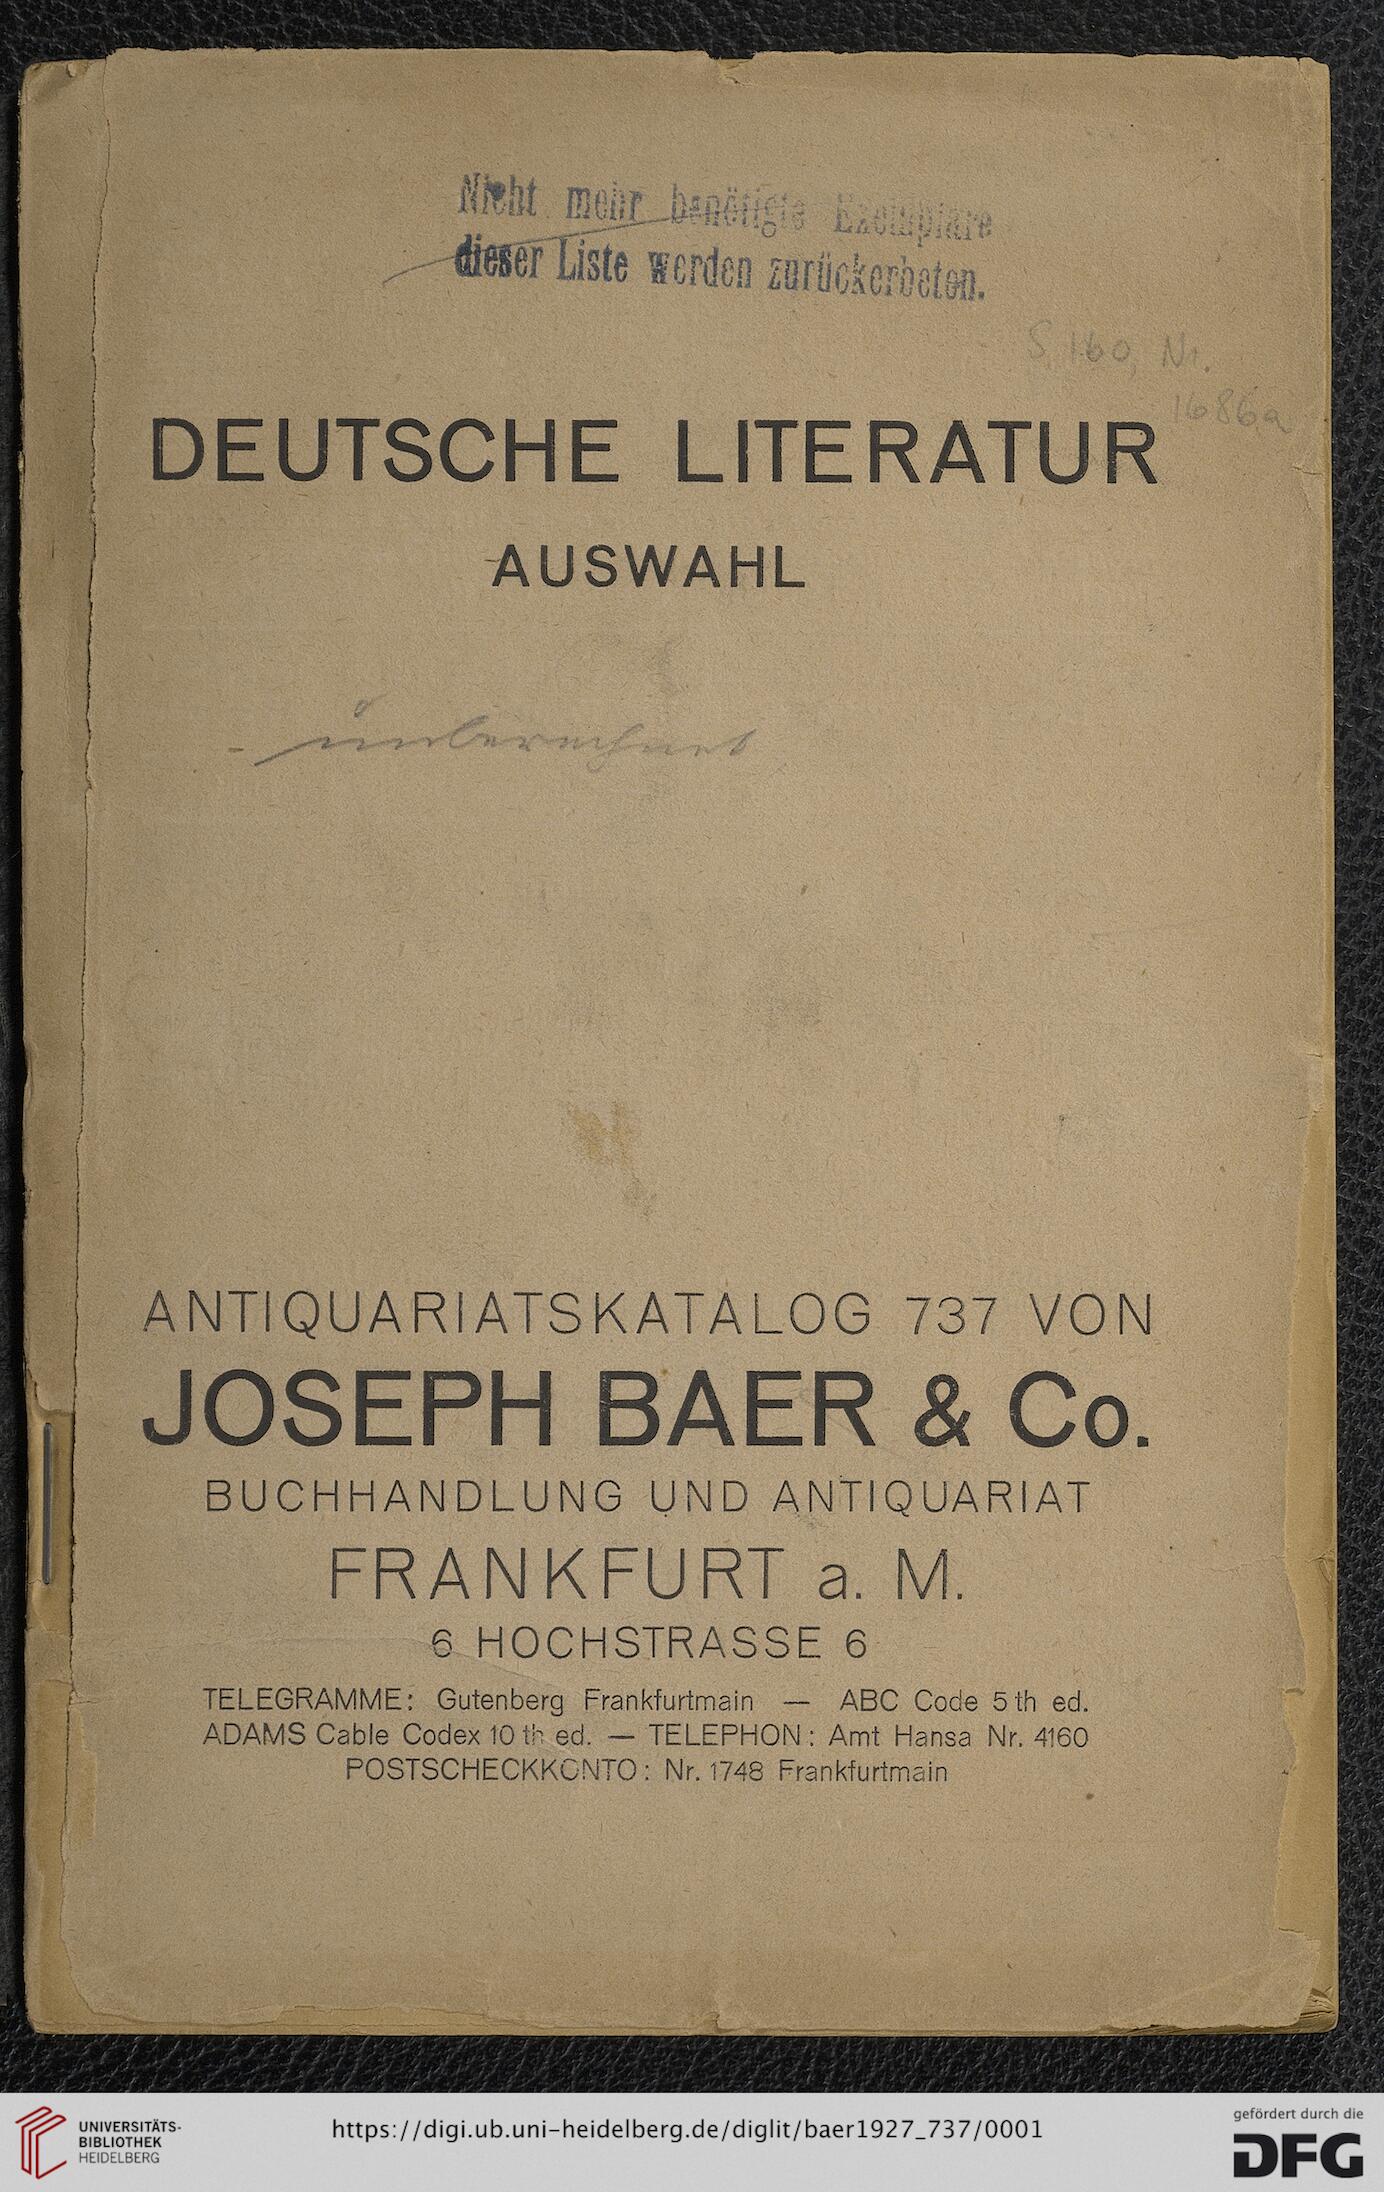 Nicht mehr benötigte Exemplare
dieser Liste werden zurückerbeten.
S. 160, Nr.
1686a
DEUTSCHE LITERATUR
AUSWAHL
ANTIQUARIATSKATALOG 737 VON
JOSEPH BAER & Co.
BUCHHANDLUNG UND ANTIQUARIAT
FRANKFURT a. M.
6 HOCHSTRASSE 6
TELEGRAMME: Gutenberg Frankfurtmain — ABC Code 5 th ed.
ADAMS Cable Codex 10 th ed. — TELEPHON: Amt Hansa Nr. 4160
POSTSCHECKKONTO: Nr. 1748 Frankfurtmain
UNIVERSITÄTS-
BIBLIOTHEK
HEIDELBERG
https://digi.ub.uni-heidelberg.de/diglit/baer1927_737/0001
gefördert durch die
DFG